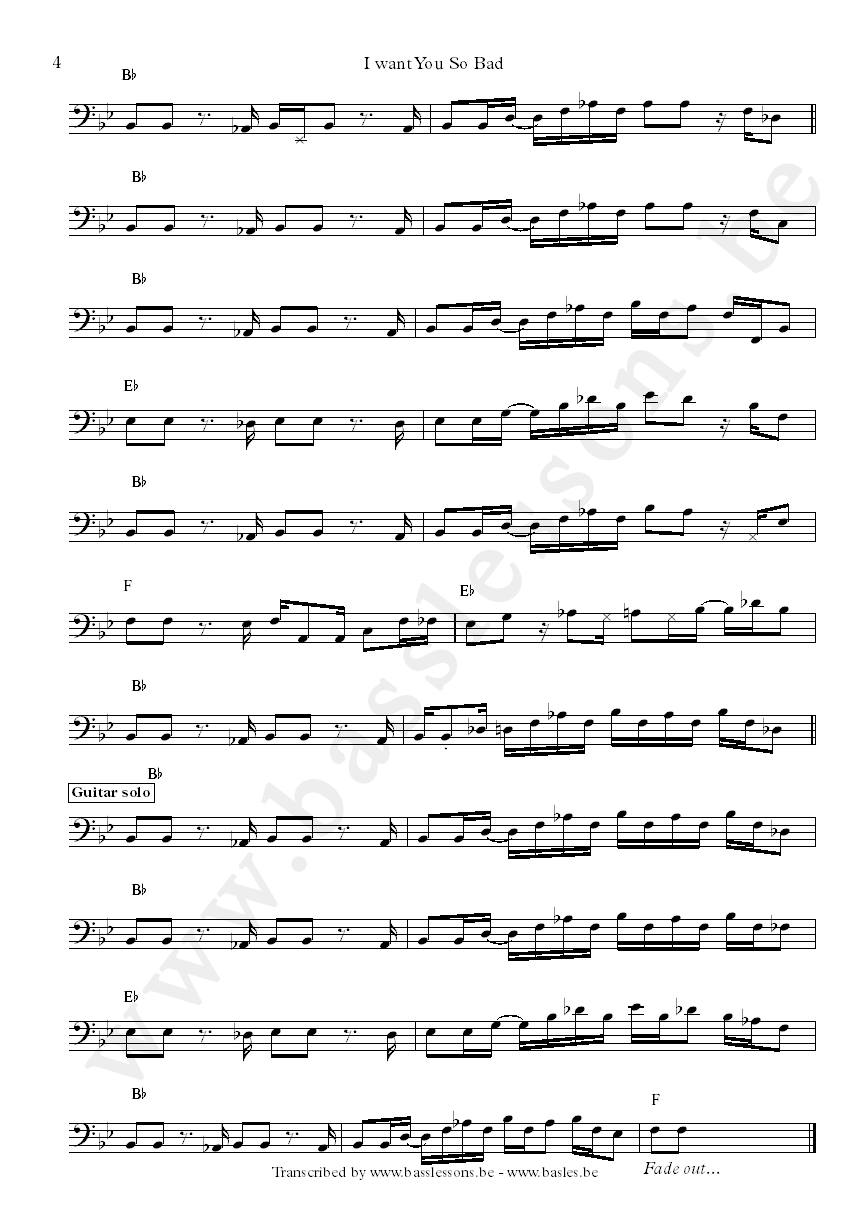 4
I want You So Bad
B♭
B♭
B♭
E♭
B♭
F E♭
B♭
B♭
Guitar solo
B♭
E♭
B♭ F
Fade out...
Transcribed by www.basslessons.be - www.basles.be
www.basslessons.be